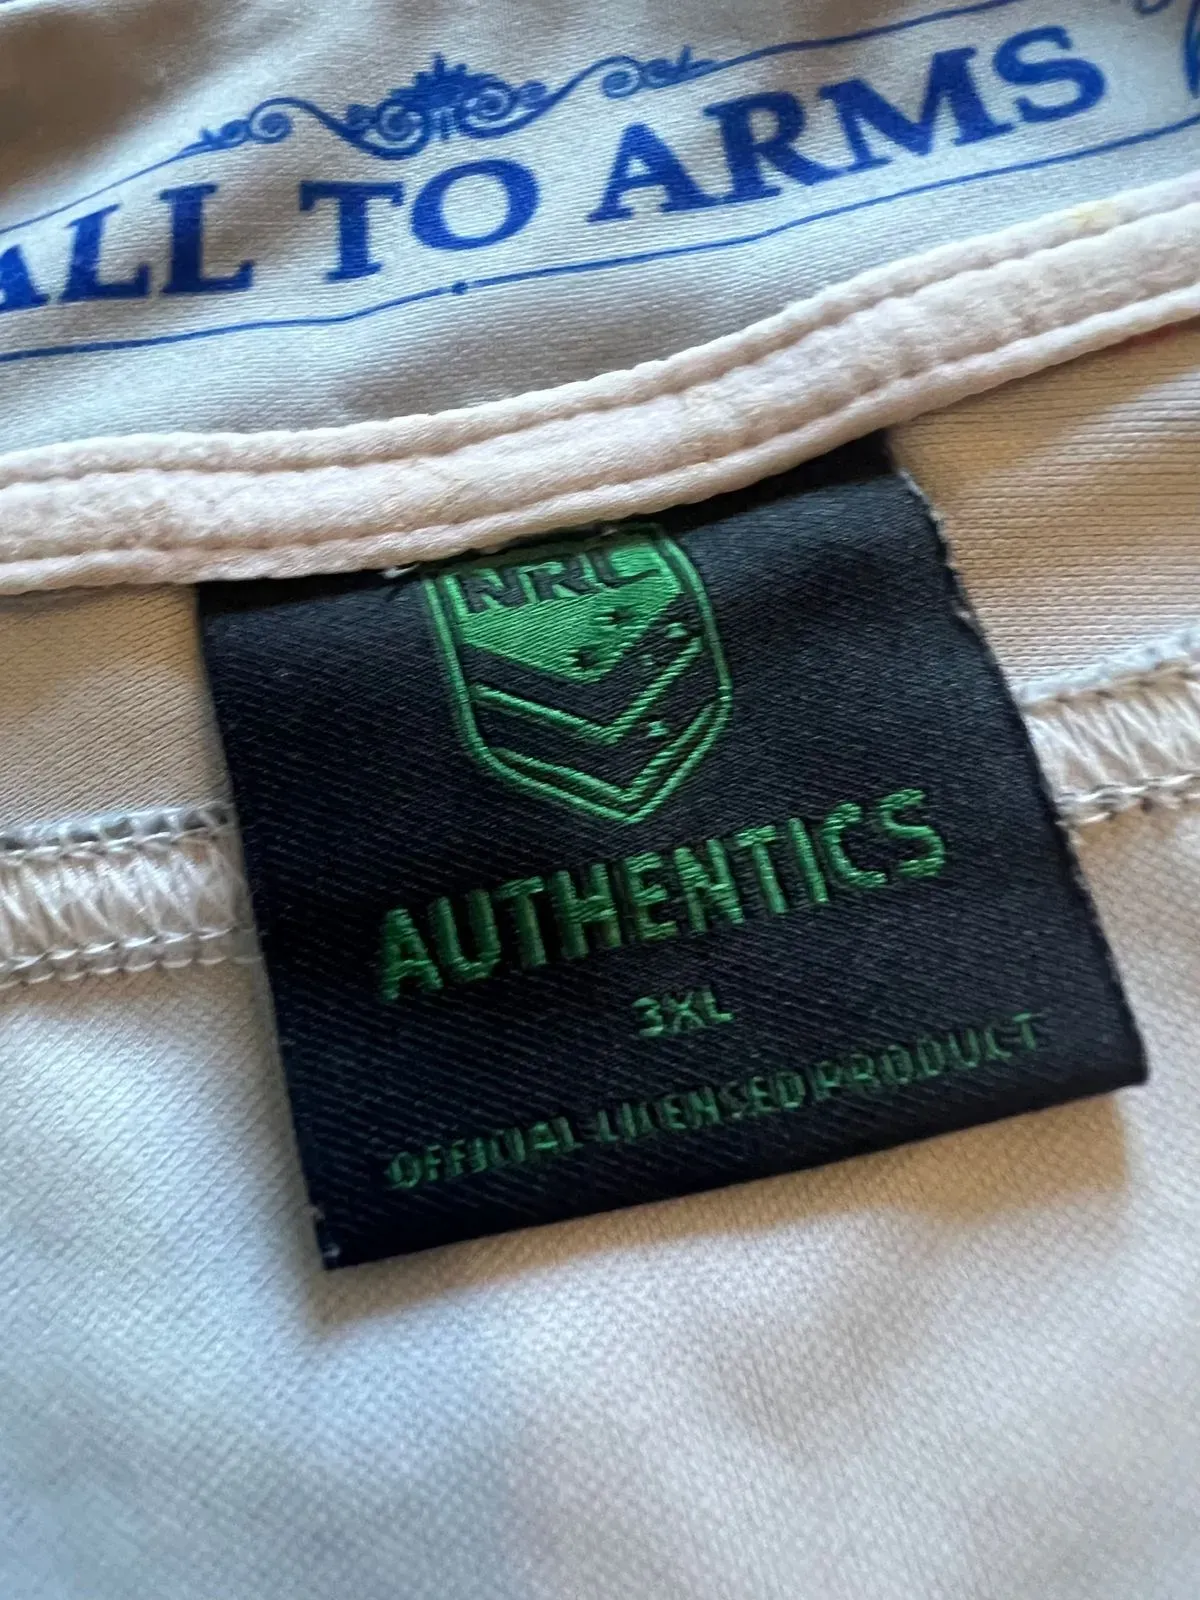 ALL TO ARMS
NRL
AUTHENTICS
3XL
OFFICIAL LICENSED PRODUCT